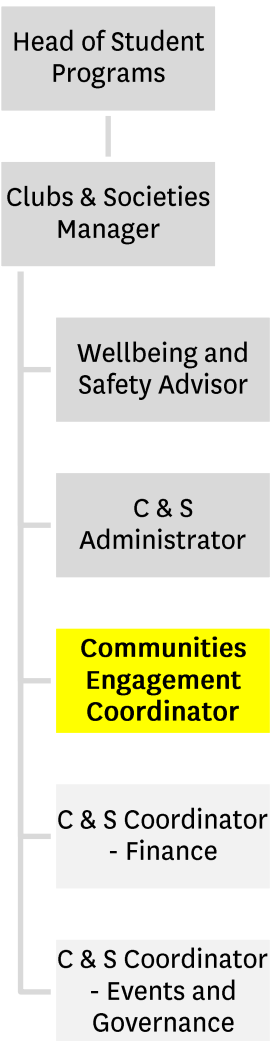 Head of Student
Programs
Clubs & Societies
Manager
Wellbeing and
Safety Advisor
C & S
Administrator
Communities
Engagement
Coordinator
C & S Coordinator
- Finance
C & S Coordinator
- Events and
Governance